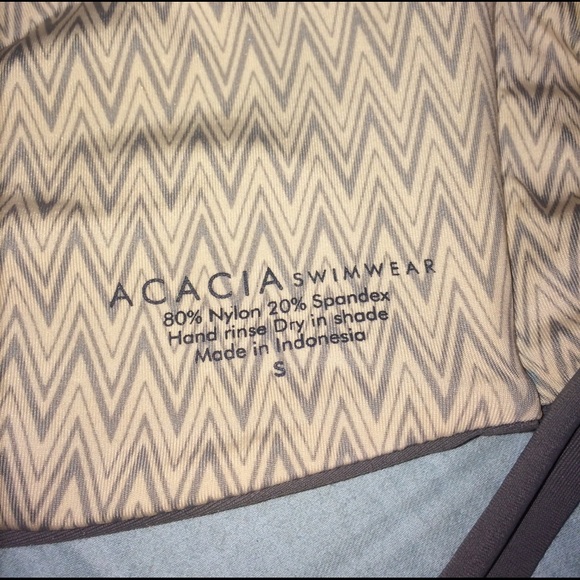 ACACIA SWIMWEAR
80% Nylon 20% Spandex
Hand rinse Dry in shade
Made in Indonesia
S